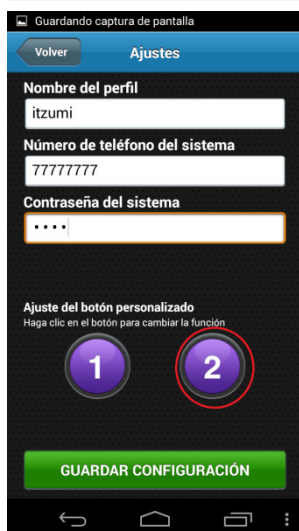 Guardando captura de pantalla
Volver
Ajustes
Nombre del perfil
itzumi
Número de teléfono del sistema
77777777
Contraseña del sistema
····
Ajuste del botón personalizado
Haga clic en el botón para cambiar la función
1
2
GUARDAR CONFIGURACIÓN